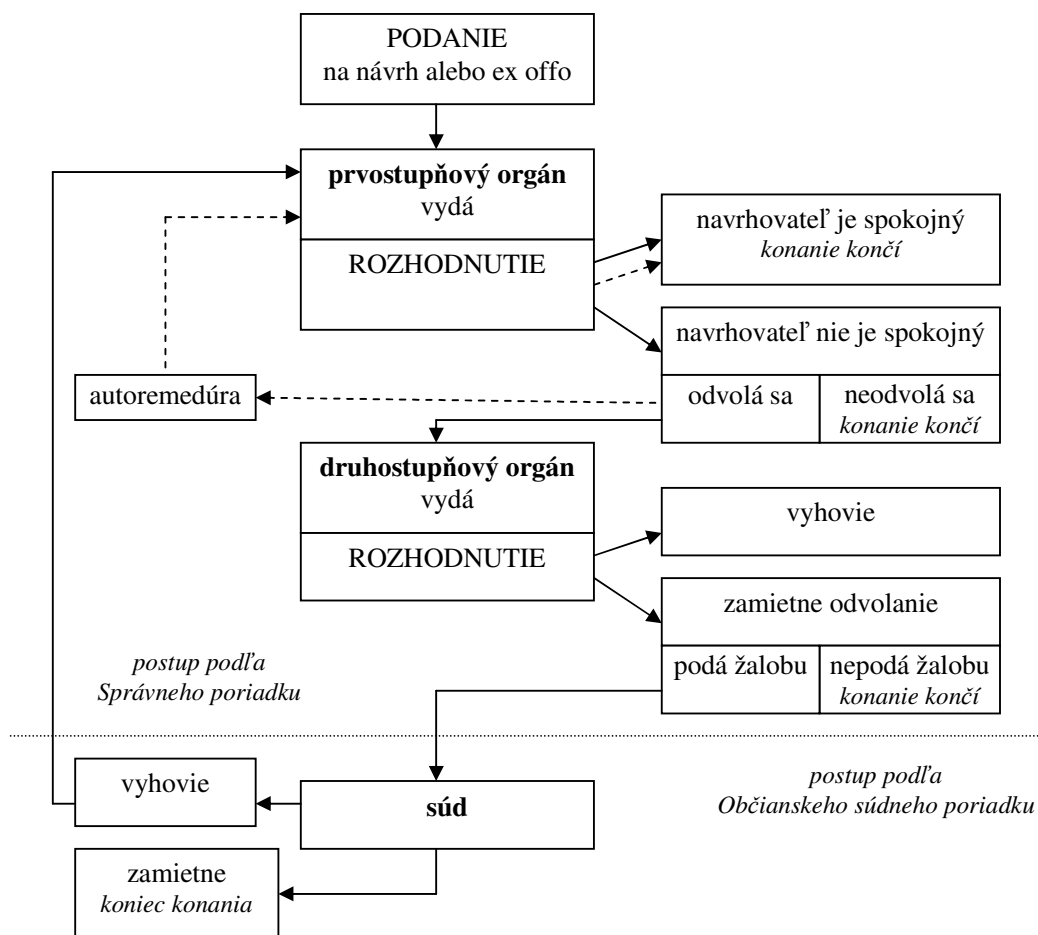 PODANIE
na návrh alebo ex offo
prvostupňový orgán
vydá
ROZHODNUTIE
navrhovateľ je spokojný
konanie končí
navrhovateľ nie je spokojný
odvolá sa
neodvolá sa
konanie končí
autoremedúra
druhostupňový orgán
vydá
ROZHODNUTIE
vyhovie
zamietne odvolanie
podá žalobu
nepodá žalobu
konanie končí
postup podľa
Správneho poriadku
vyhovie
súd
postup podľa
Občianskeho súdneho poriadku
zamietne
koniec konania